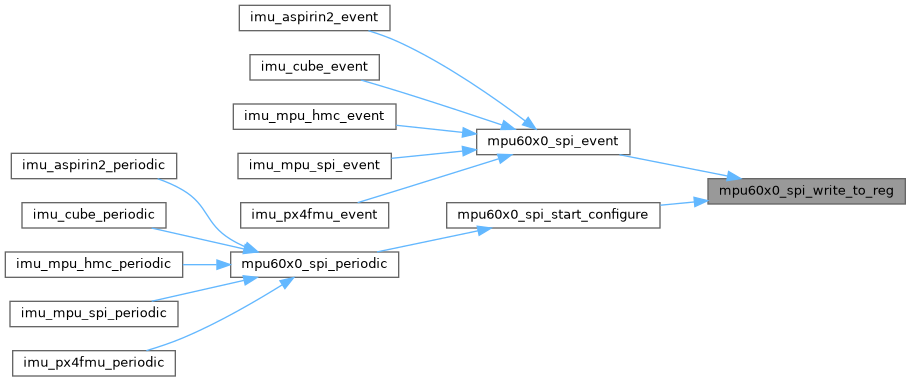 imu_aspirin2_event
imu_cube_event
imu_mpu_hmc_event
mpu60x0_spi_event
imu_mpu_spi_event
imu_aspirin2_periodic
mpu60x0_spi_write_to_reg
imu_cube_periodic
imu_px4fmu_event
mpu60x0_spi_start_configure
imu_mpu_hmc_periodic
mpu60x0_spi_periodic
imu_mpu_spi_periodic
imu_px4fmu_periodic